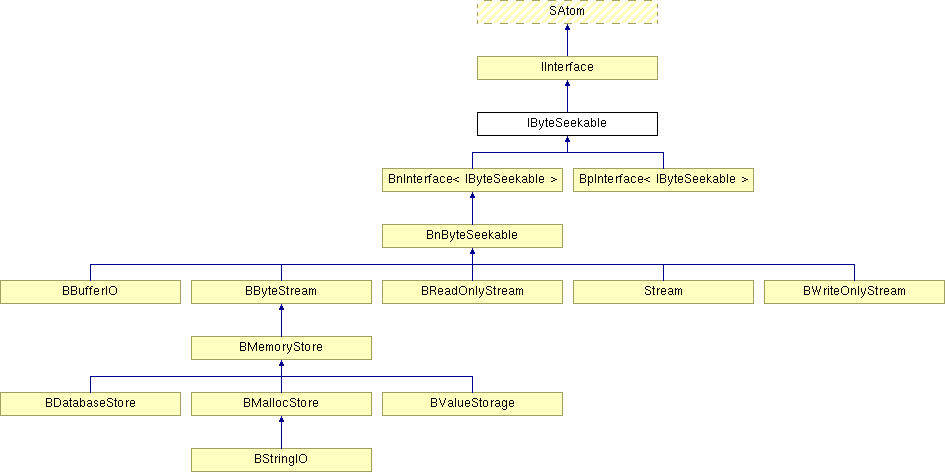 SAtom
IInterface
IByteSeekable
BnInterface< IByteSeekable >
BpInterface< IByteSeekable >
BnByteSeekable
BBufferIO
BByteStream
BReadOnlyStream
Stream
BWriteOnlyStream
BMemoryStore
BDatabaseStore
BMallocStore
BValueStorage
BStringIO